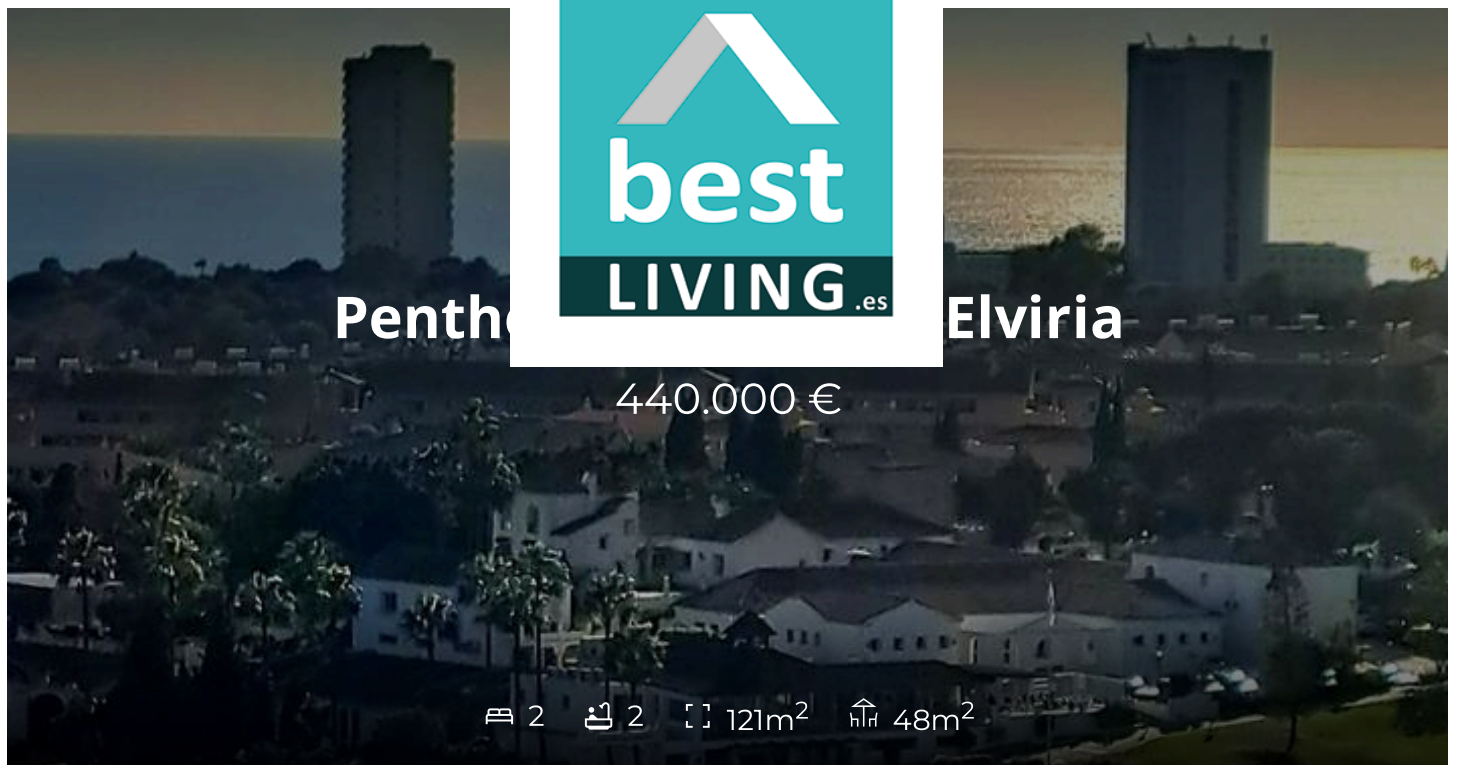 best
LIVING.es
Penth Elviria
440.000 €
2 2 121m² 48m²